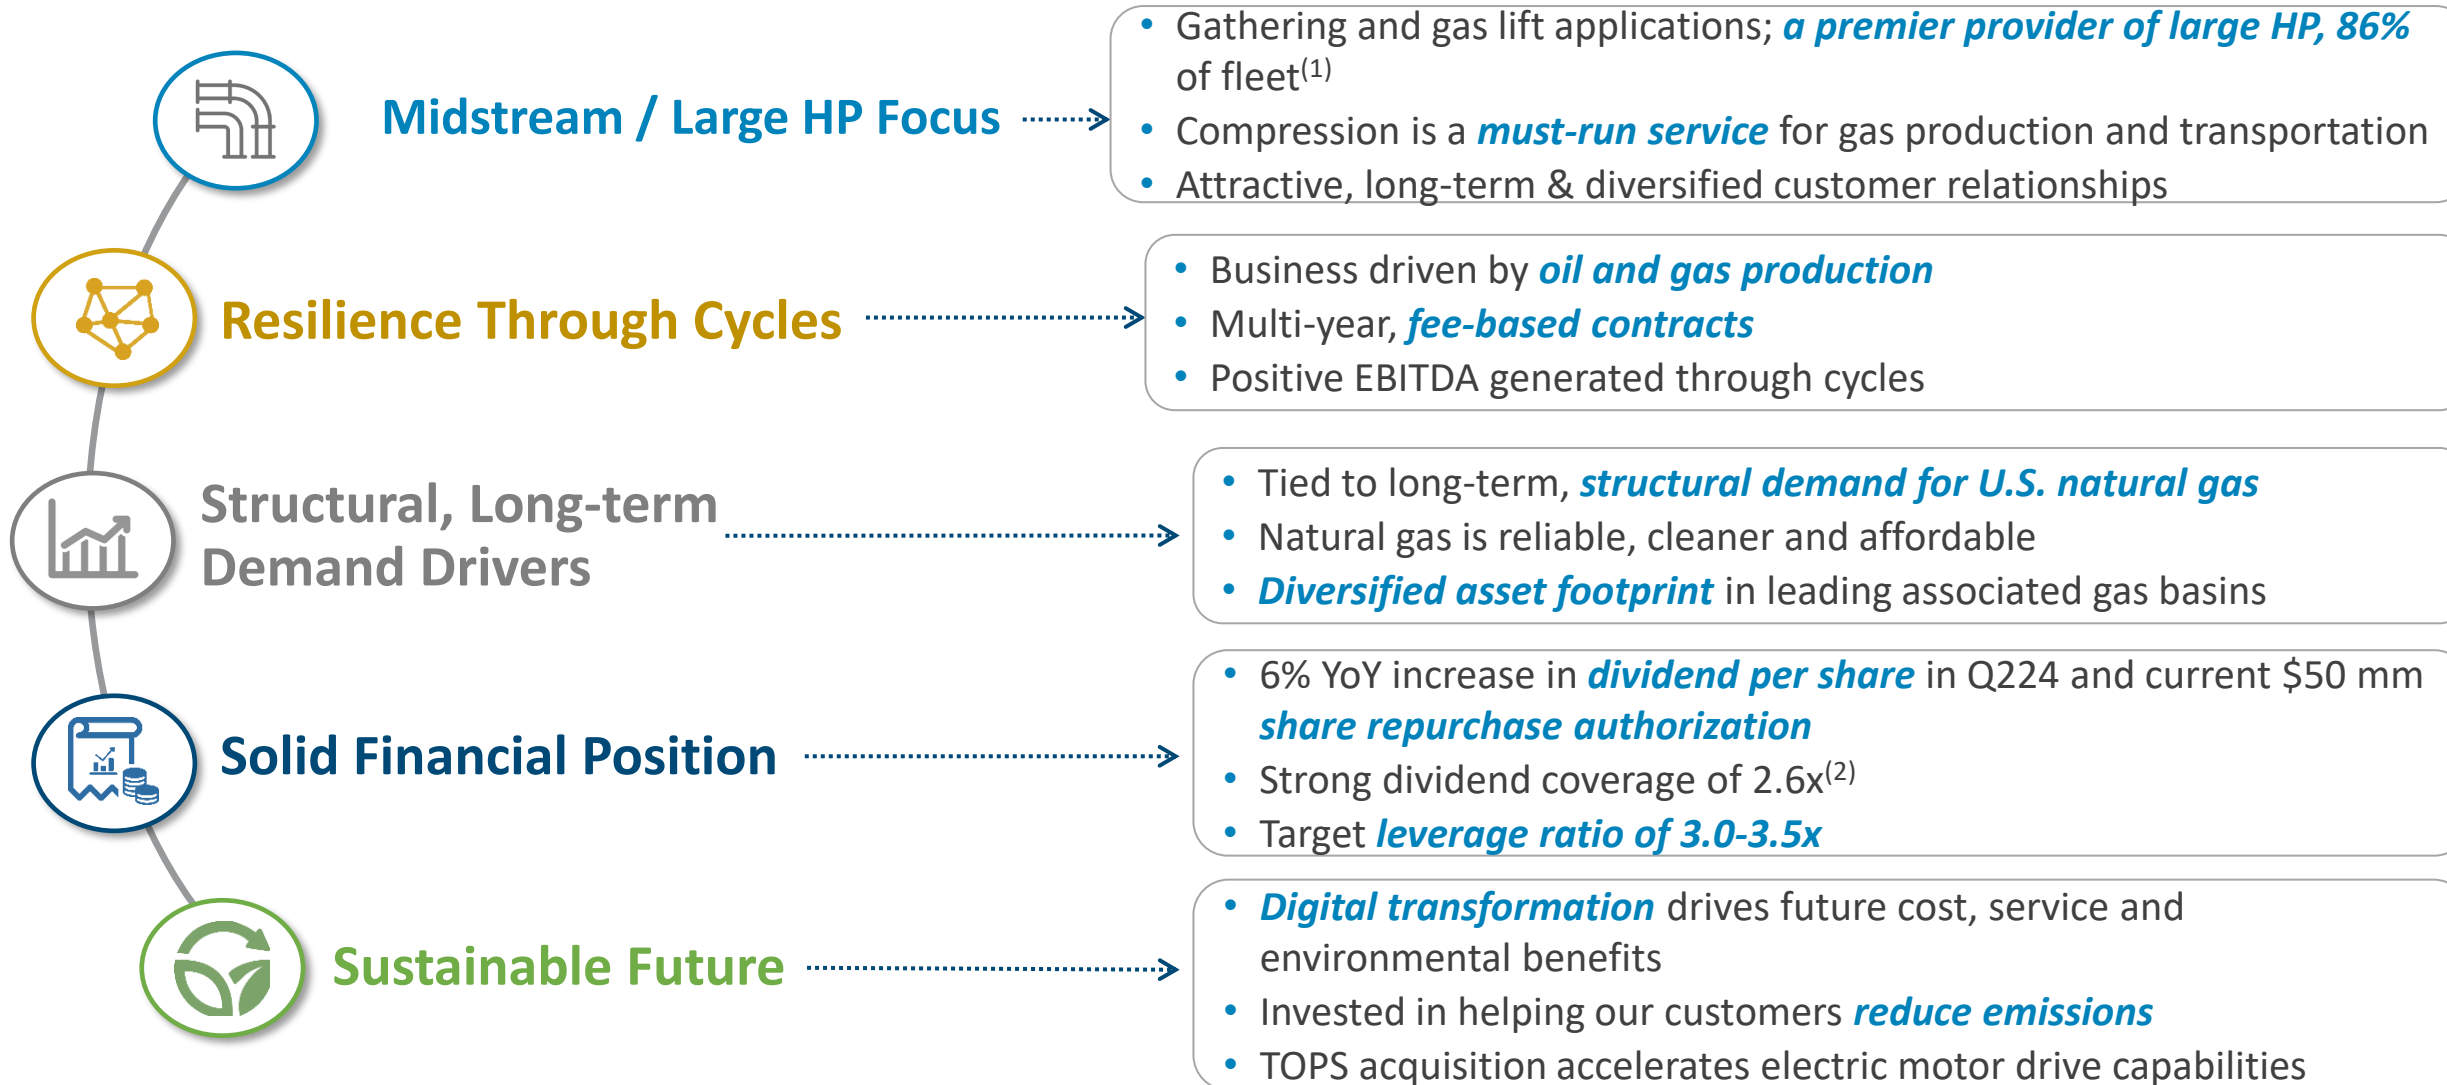 Midstream / Large HP Focus
• Gathering and gas lift applications; a premier provider of large HP, 86%
of fleet(1)
• Compression is a must-run service for gas production and transportation
• Attractive, long-term & diversified customer relationships
Resilience Through Cycles
• Business driven by oil and gas production
• Multi-year, fee-based contracts
• Positive EBITDA generated through cycles
Structural, Long-term
Demand Drivers
• Tied to long-term, structural demand for U.S. natural gas
• Natural gas is reliable, cleaner and affordable
• Diversified asset footprint in leading associated gas basins
Solid Financial Position
• 6% YoY increase in dividend per share in Q224 and current $50 mm
share repurchase authorization
• Strong dividend coverage of 2.6x(2)
• Target leverage ratio of 3.0-3.5x
Sustainable Future
• Digital transformation drives future cost, service and
environmental benefits
• Invested in helping our customers reduce emissions
• TOPS acquisition accelerates electric motor drive capabilities